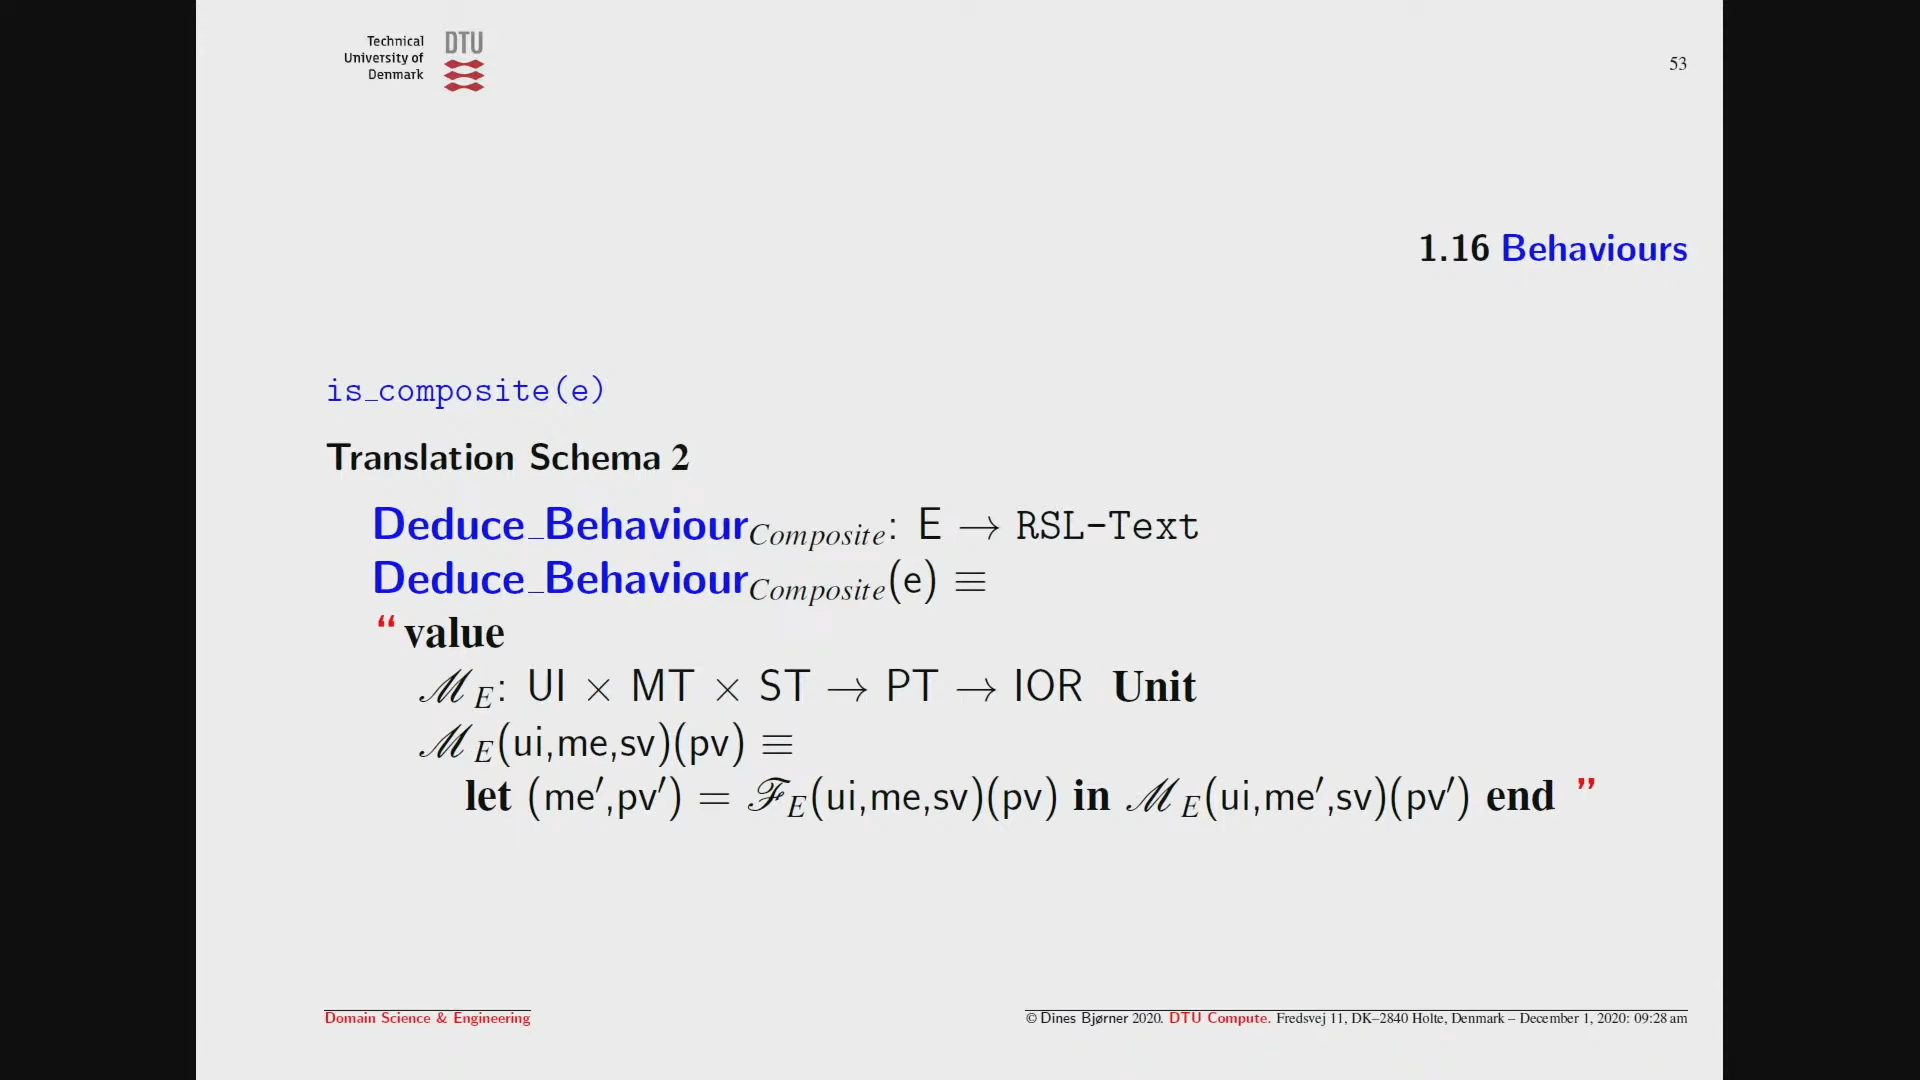 Technical
University of
Denmark
DTU
53
1.16 Behaviours
is_composite(e)
Translation Schema 2
Deduce_Behaviour_Composite: E → RSL-Text
Deduce_Behaviour_Composite(e) ≡
“ value
ℳ_E: UI × MT × ST → PT → IOR Unit
ℳ_E(ui,me,sv)(pv) ≡
let (me′,pv′) = ℱ_E(ui,me,sv)(pv) in ℳ_E(ui,me′,sv)(pv′) end ”
Domain Science & Engineering
© Dines Bjørner 2020. DTU Compute. Fredsvej 11, DK–2840 Holte, Denmark – December 1, 2020: 09:28 am